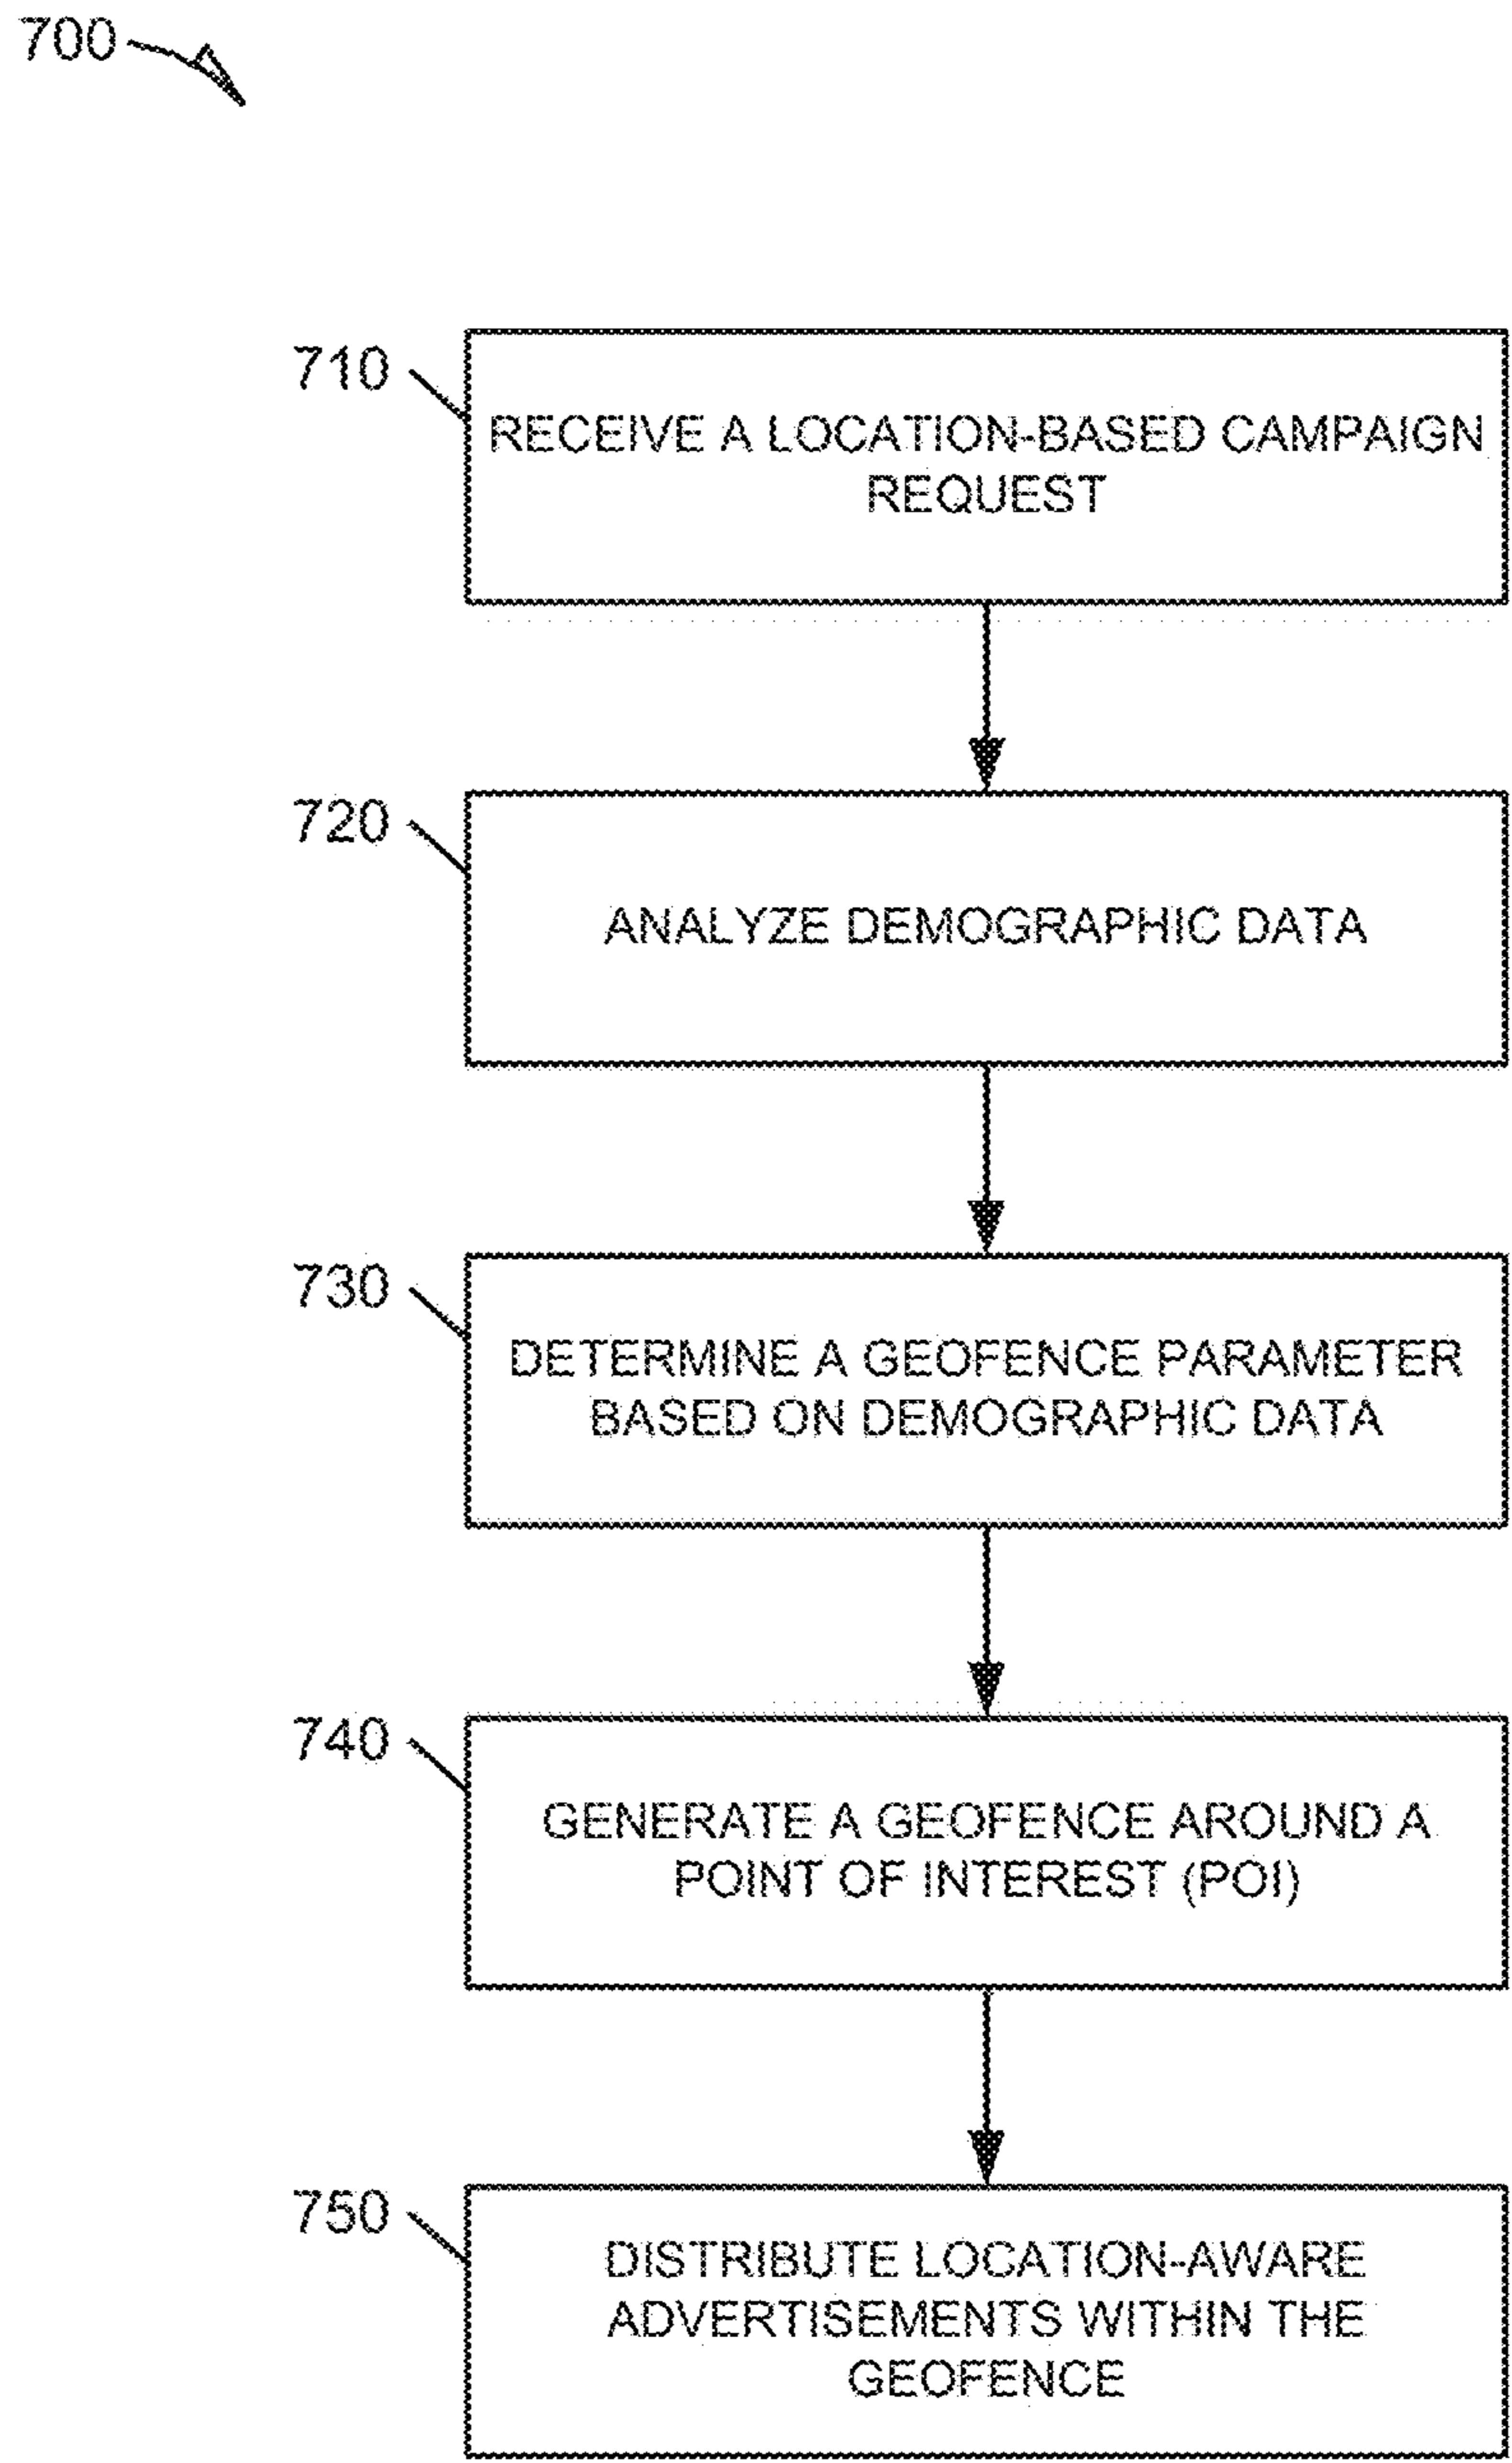 700
710
RECEIVE A LOCATION-BASED CAMPAIGN
REQUEST
720
ANALYZE DEMOGRAPHIC DATA
730
DETERMINE A GEOFENCE PARAMETER
BASED ON DEMOGRAPHIC DATA
740
GENERATE A GEOFENCE AROUND A
POINT OF INTEREST (POI)
750
DISTRIBUTE LOCATION-AWARE
ADVERTISEMENTS WITHIN THE
GEOFENCE